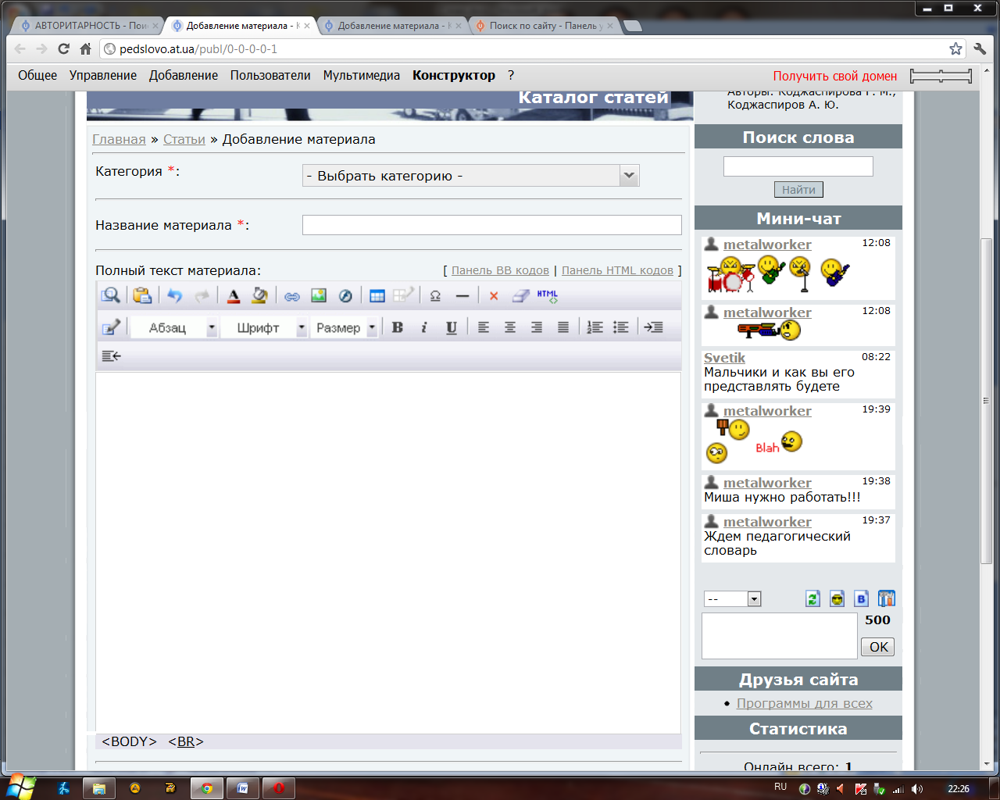 АВТОРИТАРНОСТЬ - Пои
Добавление материала - К
Добавление материала - К
Поиск по сайту - Панель у
pedslovo.at.ua/publ/0-0-0-0-1
Общее Управление Добавление Пользователи Мультимедиа Конструктор ? Получить свой домен
Каталог статей
Авторы: Коджаспирова Г. М.,
Коджаспиров А. Ю.
Главная » Статьи » Добавление материала
Категория *: - Выбрать категорию -
Название материала *:
Полный текст материала: [ Панель BB кодов | Панель HTML кодов ]
HTML
Абзац Шрифт Размер B i U
<BODY> <BR>
Поиск слова
Найти
Мини-чат
metalworker 12:08
metalworker 12:08
Svetik 08:22
Мальчики и как вы его
представлять будете
metalworker 19:39
Blah
metalworker 19:38
Миша нужно работать!!!
metalworker 19:37
Ждем педагогический
словарь
--
B
500
OK
Друзья сайта
Программы для всех
Статистика
Онлайн всего: 1
RU 22:26